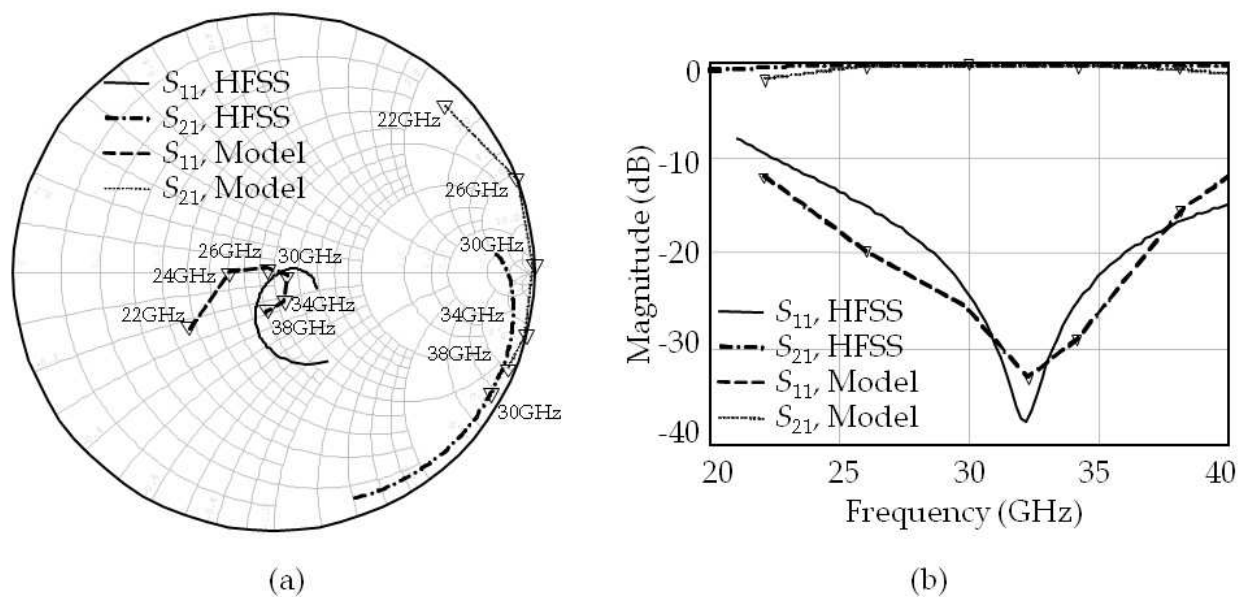 S11, HFSS
S21, HFSS
S11, Model
S21, Model
22GHz
26GHz
30GHz
34GHz
38GHz
30GHz
26GHz
30GHz
24GHz
22GHz
34GHz
38GHz
(a)
Magnitude (dB)
0
-10
-20
-30
-40
S11, HFSS
S21, HFSS
S11, Model
S21, Model
20
25
30
35
40
Frequency (GHz)
(b)